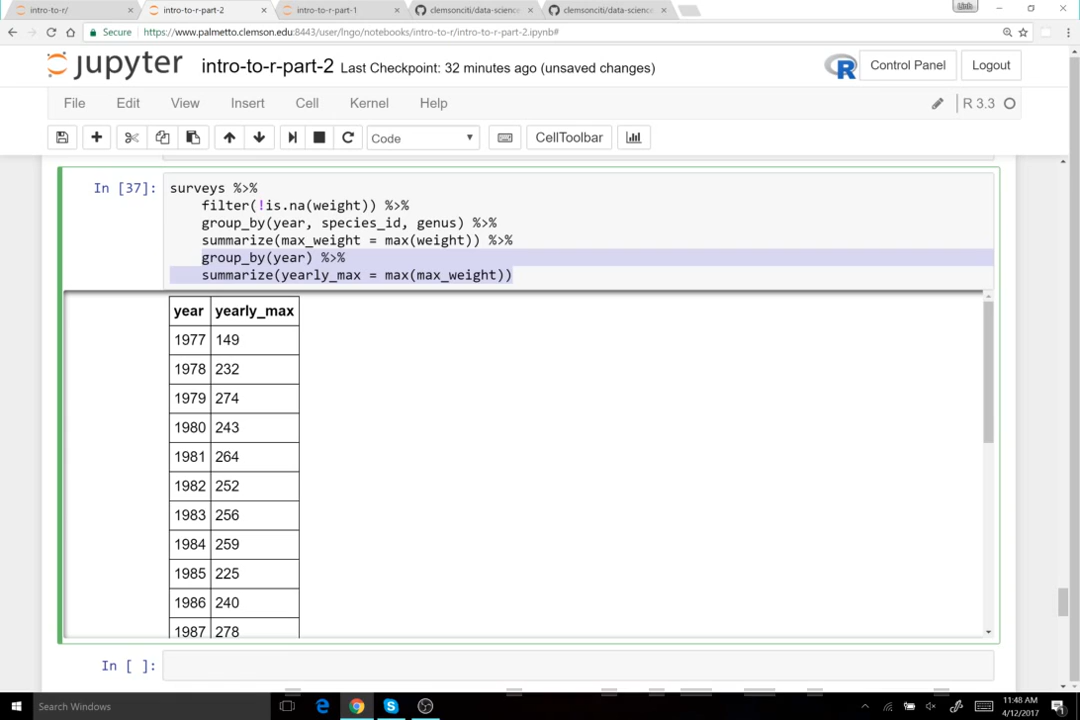 intro-to-r/
intro-to-r-part-2
intro-to-r-part-1
clemsonciti/data-science
clemsonciti/data-science
Linh
Secure
https://www.palmetto.clemson.edu:8443/user/lngo/notebooks/intro-to-r/intro-to-r-part-2.ipynb#
jupyter
intro-to-r-part-2 Last Checkpoint: 32 minutes ago (unsaved changes)
R
Control Panel
Logout
File Edit View Insert Cell Kernel Help
R 3.3
Code
CellToolbar
In [37]:
surveys %>%
filter(!is.na(weight)) %>%
group_by(year, species_id, genus) %>%
summarize(max_weight = max(weight)) %>%
group_by(year) %>%
summarize(yearly_max = max(max_weight))
year yearly_max
1977 149
1978 232
1979 274
1980 243
1981 264
1982 252
1983 256
1984 259
1985 225
1986 240
1987 278
In [ ]:
Search Windows
11:48 AM
4/12/2017